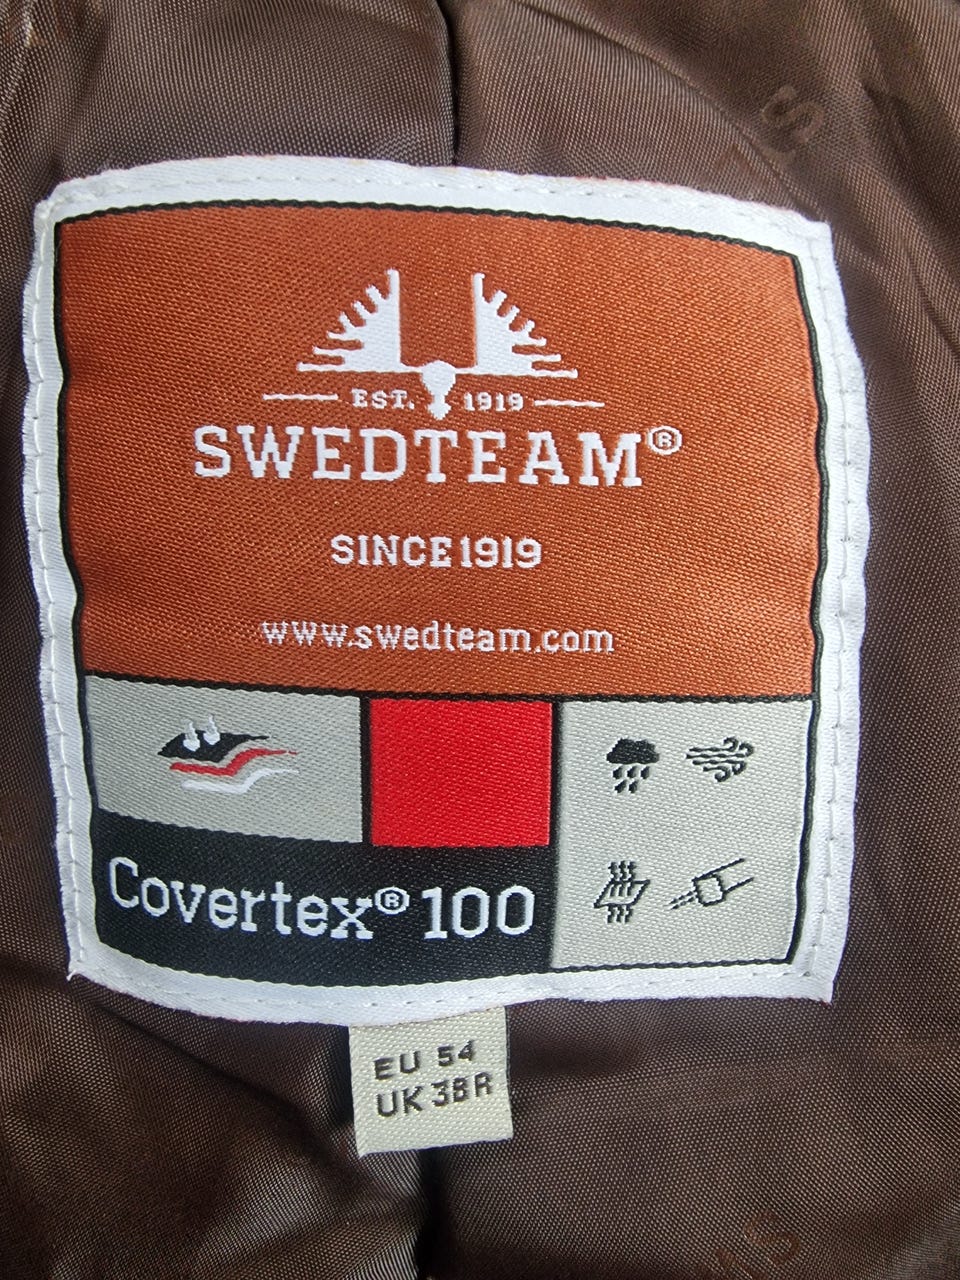 EST. 1919
SWEDTEAM®
SINCE 1919
www.swedteam.com
Covertex® 100
EU 54
UK 38R